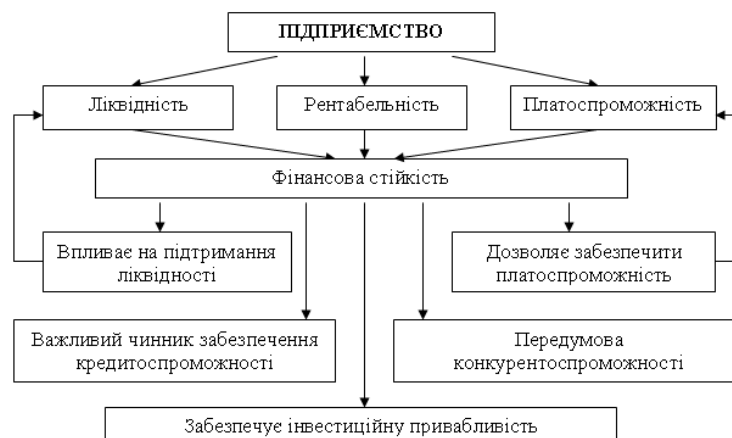 ПІДПРИЄМСТВО
Ліквідність
Рентабельність
Платоспроможність
Фінансова стійкість
Впливає на підтримання
ліквідності
Дозволяє забезпечити
платоспроможність
Важливий чинник забезпечення
кредитоспроможності
Передумова
конкурентоспроможності
Забезпечує інвестиційну привабливість